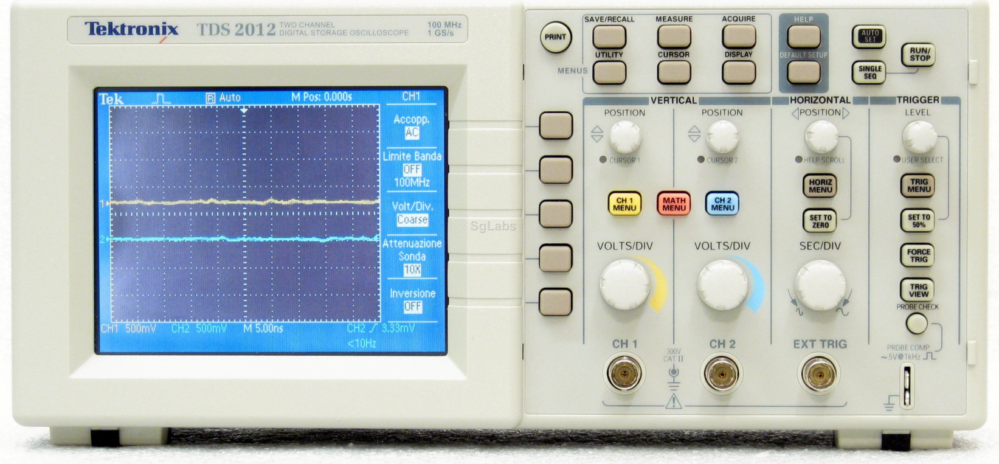 Tektronix TDS 2012 TWO CHANNEL DIGITAL STORAGE OSCILLOSCOPE 100 MHz 1 GS/s
Tek R Auto M Pos: 0.000s CH1
Accopp.
AC
Limite Banda
OFF
100MHz
1
Volt/Div.
Coarse
2
Attenuazione
Sonda
10X
Inversione
OFF
CH1 500mV CH2 500mV M 5.00ns CH2 3.33mV
<10Hz
SgLabs
PRINT
SAVE/RECALL MEASURE ACQUIRE
UTILITY CURSOR DISPLAY
MENUS
HELP
DEFAULT SETUP
AUTO SET
SINGLE SEQ
RUN/STOP
VERTICAL HORIZONTAL TRIGGER
POSITION POSITION POSITION LEVEL
CURSOR 1 CURSOR 2 HELP SCROLL USER SELECT
HORIZ MENU TRIG MENU
CH 1 MENU MATH MENU CH 2 MENU
SET TO ZERO SET TO 50%
VOLTS/DIV VOLTS/DIV SEC/DIV
FORCE TRIG
TRIG VIEW
PROBE CHECK
CH 1 CH 2 EXT TRIG
300V
CAT II
PROBE COMP
~5V@1kHz